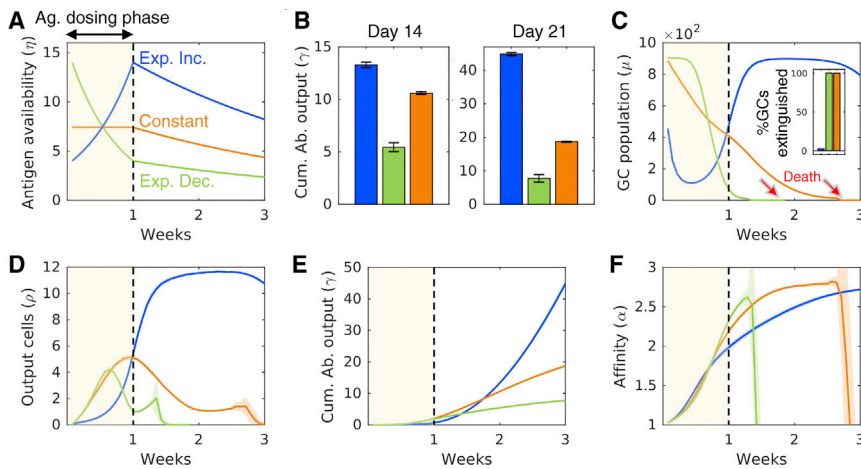 A
Ag. dosing phase
Antigen availability (η)
15
10
5
0
Exp. Inc.
Constant
Exp. Dec.
1
2
3
Weeks
B
Day 14
Day 21
Cum. Ab. output (γ)
15
10
5
0
40
20
0
C
×10²
GC population (μ)
10
8
6
4
2
0
%GCs
extinguished
100
50
0
Death
1
2
3
Weeks
D
Output cells (ρ)
12
10
8
6
4
2
0
1
2
3
Weeks
E
Cum. Ab. output (γ)
50
40
30
20
10
0
1
2
3
Weeks
F
Affinity (α)
3
2.5
2
1.5
1
1
2
3
Weeks